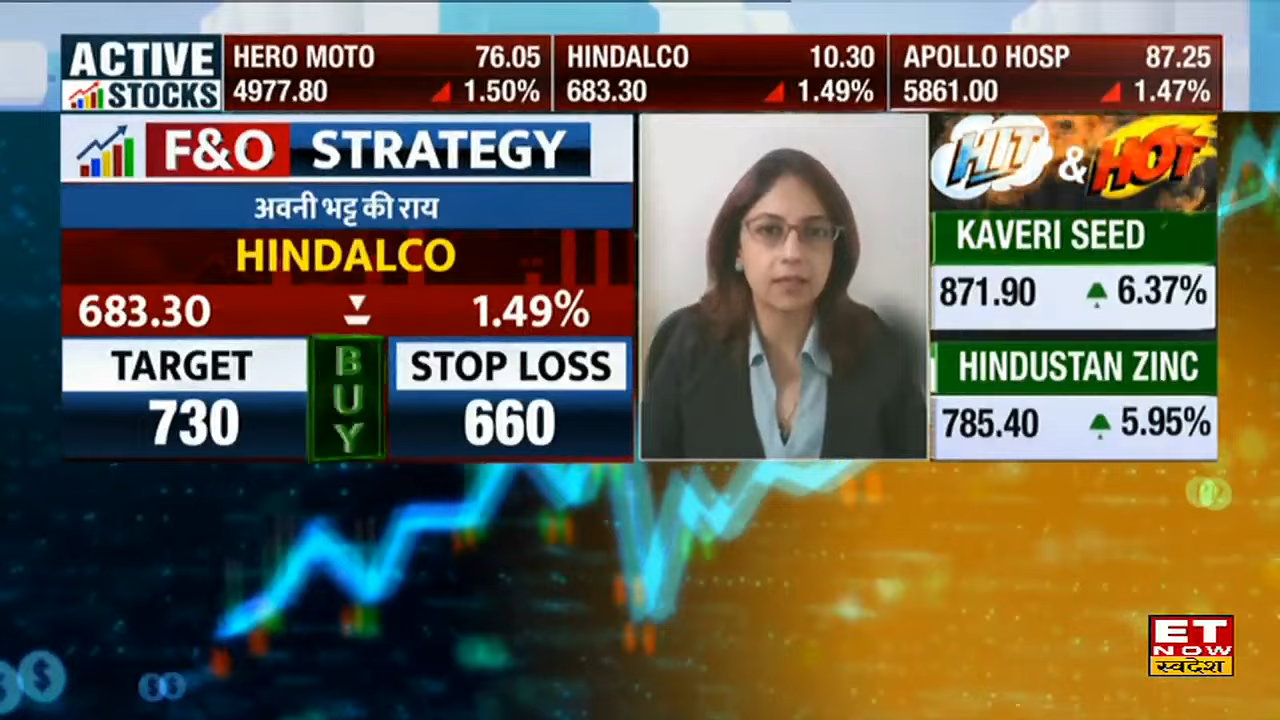 ACTIVE STOCKS
HERO MOTO 76.05
4977.80 1.50%
HINDALCO 10.30
683.30 1.49%
APOLLO HOSP 87.25
5861.00 1.47%
F&O STRATEGY
अवनी भट्ट की राय
HINDALCO
683.30 1.49%
TARGET
730
BUY
STOP LOSS
660
HIT & HOT
KAVERI SEED
871.90 6.37%
HINDUSTAN ZINC
785.40 5.95%
ET
NOW
स्वदेश